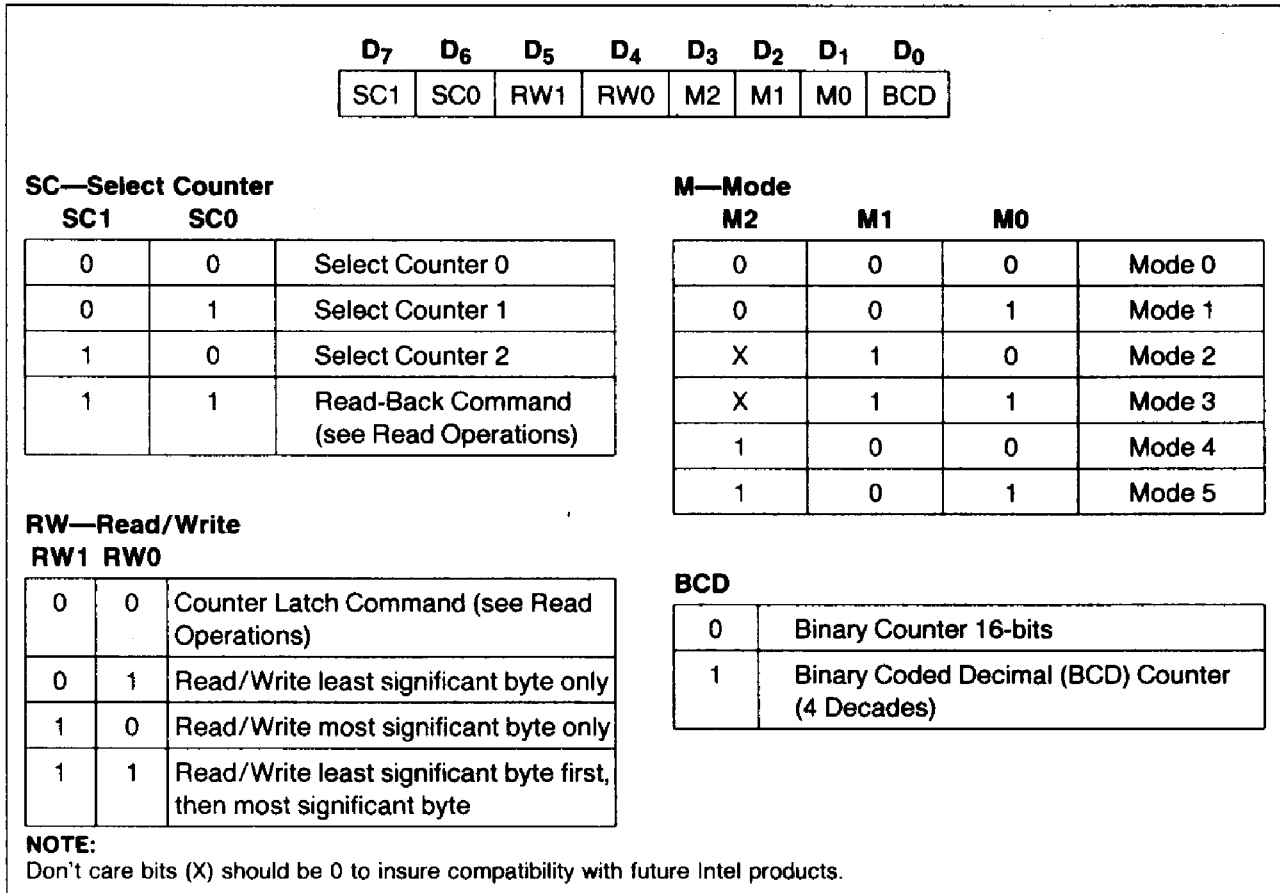 D7 D6 D5 D4 D3 D2 D1 D0
SC1 SC0 RW1 RW0 M2 M1 M0 BCD
SC—Select Counter
SC1 SC0
0 0 Select Counter 0
0 1 Select Counter 1
1 0 Select Counter 2
1 1 Read-Back Command
(see Read Operations)
RW—Read/Write
RW1 RW0
0 0 Counter Latch Command (see Read
Operations)
0 1 Read/Write least significant byte only
1 0 Read/Write most significant byte only
1 1 Read/Write least significant byte first,
then most significant byte
M—Mode
M2 M1 M0
0 0 0 Mode 0
0 0 1 Mode 1
X 1 0 Mode 2
X 1 1 Mode 3
1 0 0 Mode 4
1 0 1 Mode 5
BCD
0 Binary Counter 16-bits
1 Binary Coded Decimal (BCD) Counter
(4 Decades)
NOTE:
Don't care bits (X) should be 0 to insure compatibility with future Intel products.